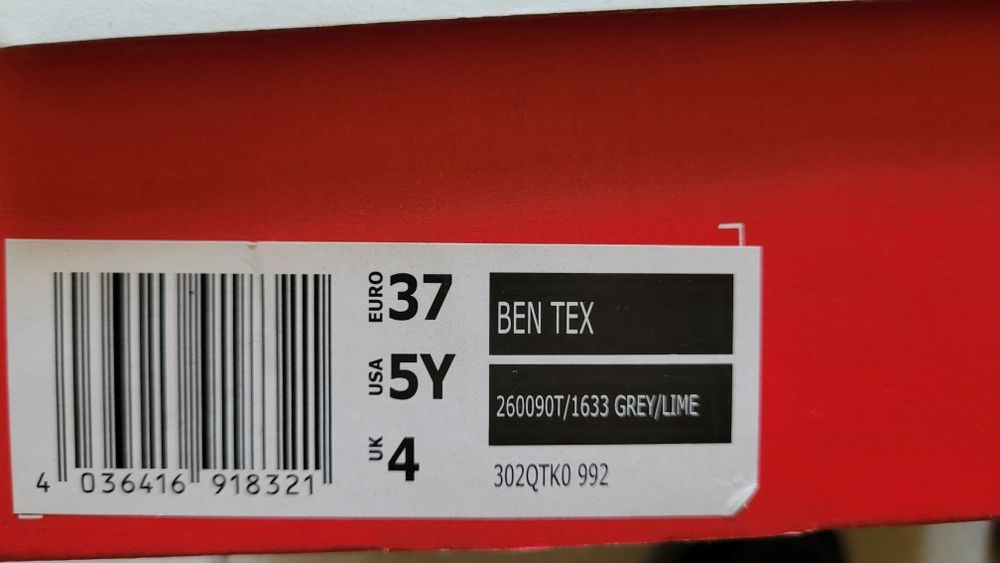 4 036416 918321
EURO 37
USA 5Y
UK 4
BEN TEX
260090T/1633 GREY/LIME
302QTK0 992